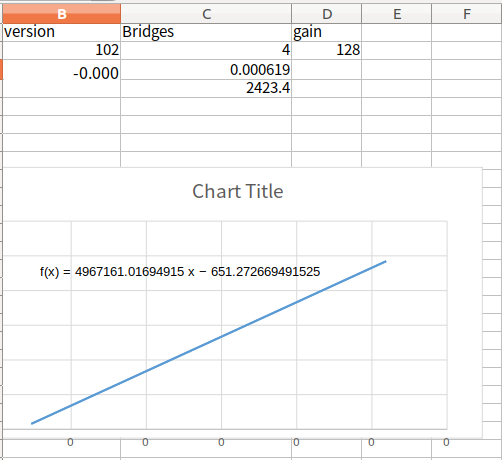 B C D E F
version Bridges gain
102 4 128
-0.000 0.000619
2423.4
Chart Title
f(x) = 4967161.01694915 x − 651.272669491525
0 0 0 0 0 0